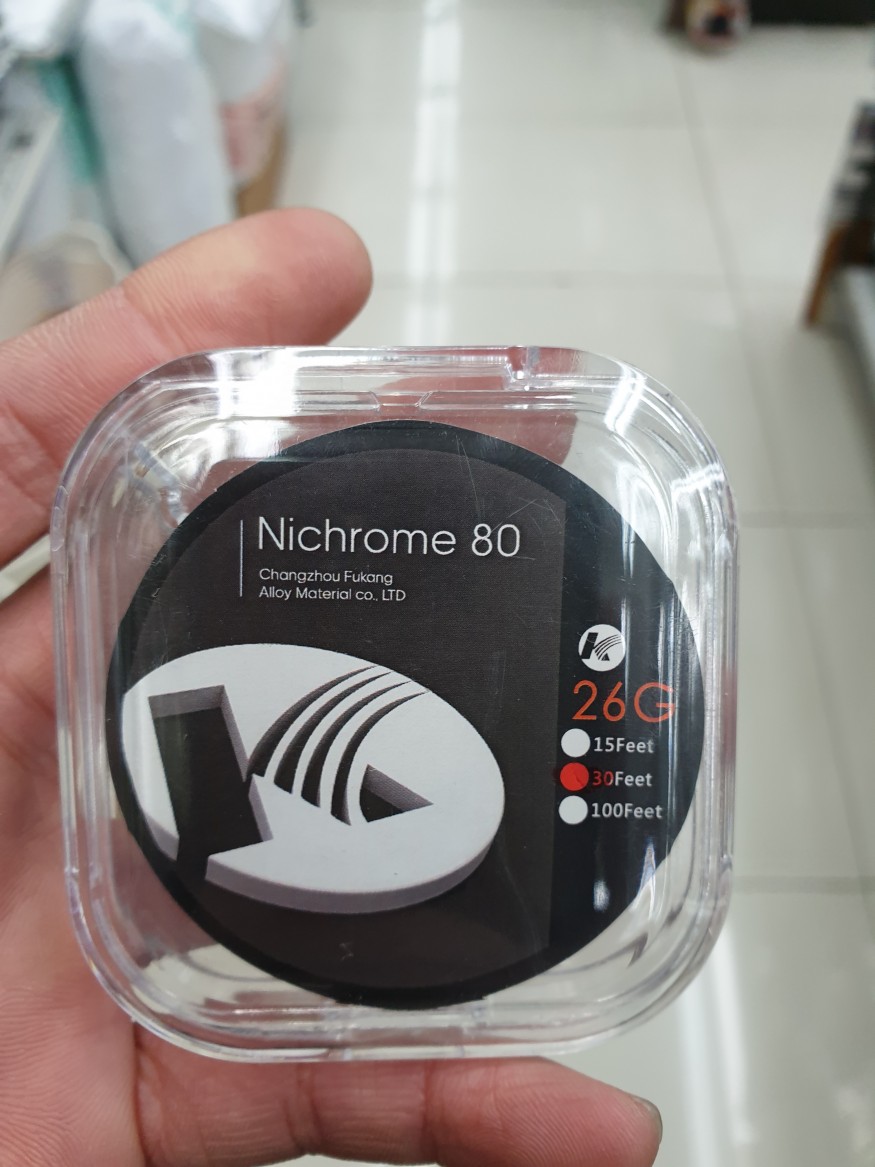 Nichrome 80
Changzhou Fukang
Alloy Material co., LTD
K
26G
15Feet
30Feet
100Feet
K